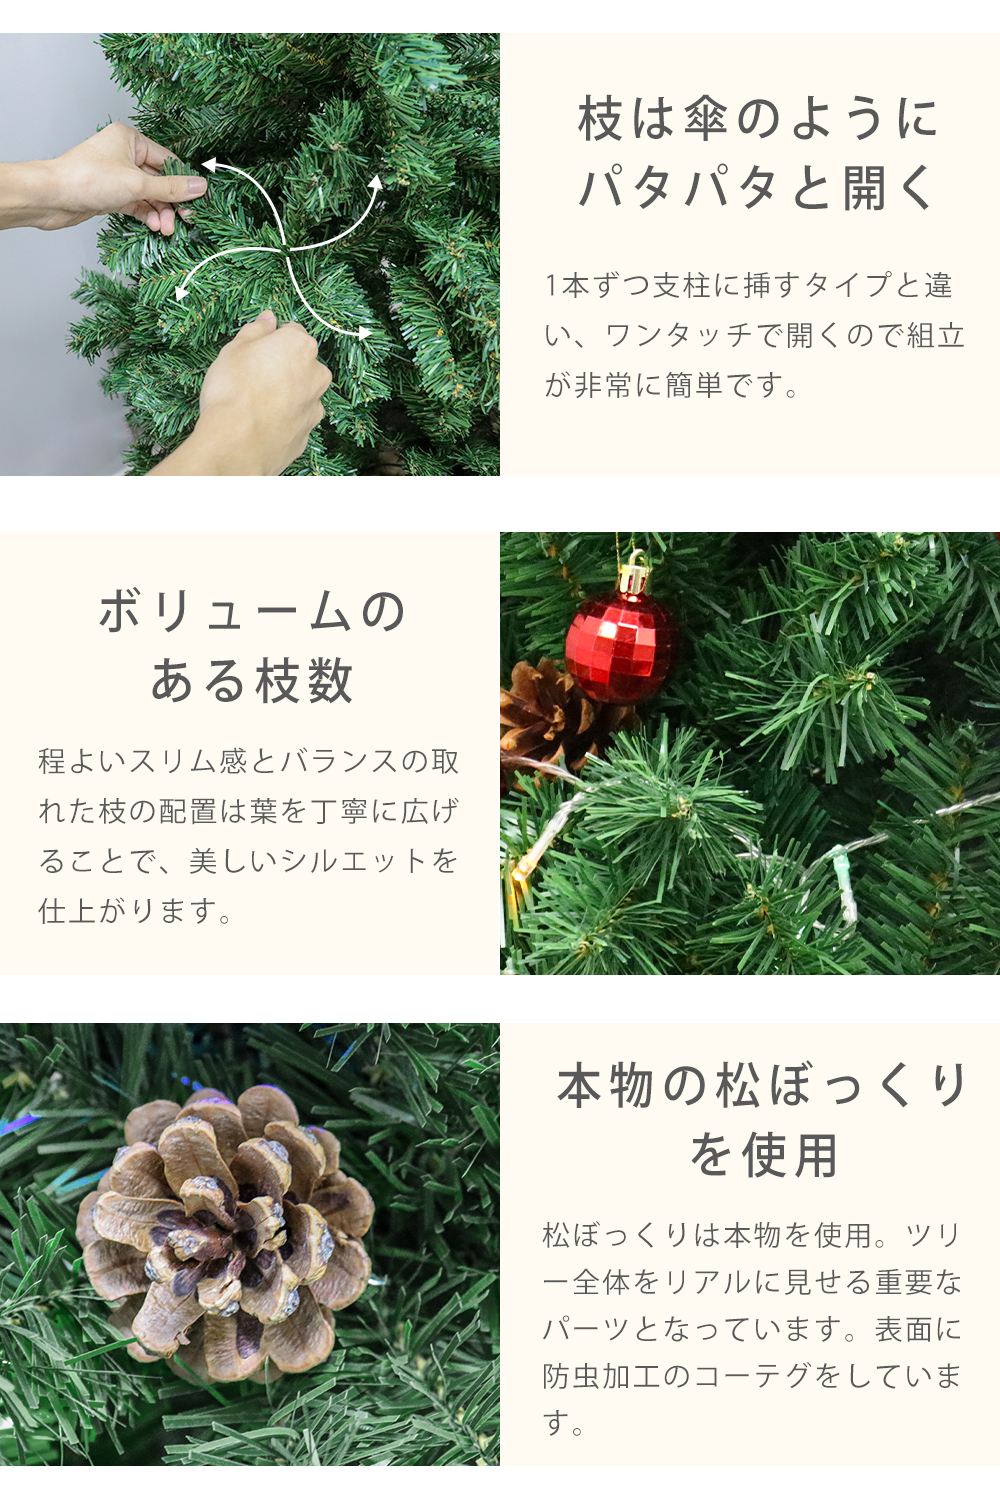 枝は傘のように
パタパタと開く
1本ずつ支柱に挿すタイプと違
い、ワンタッチで開くので組立
が非常に簡単です。
ボリュームの
ある枝数
程よいスリム感とバランスの取
れた枝の配置は葉を丁寧に広げ
ることで、美しいシルエットを
仕上がります。
本物の松ぼっくり
を使用
松ぼっくりは本物を使用。ツリ
ー全体をリアルに見せる重要な
パーツとなっています。表面に
防虫加工のコーテグをしていま
す。